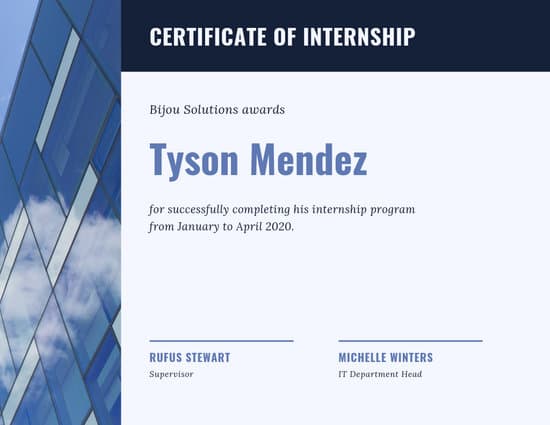 CERTIFICATE OF INTERNSHIP
Bijou Solutions awards
Tyson Mendez
for successfully completing his internship program
from January to April 2020.
RUFUS STEWART
Supervisor
MICHELLE WINTERS
IT Department Head